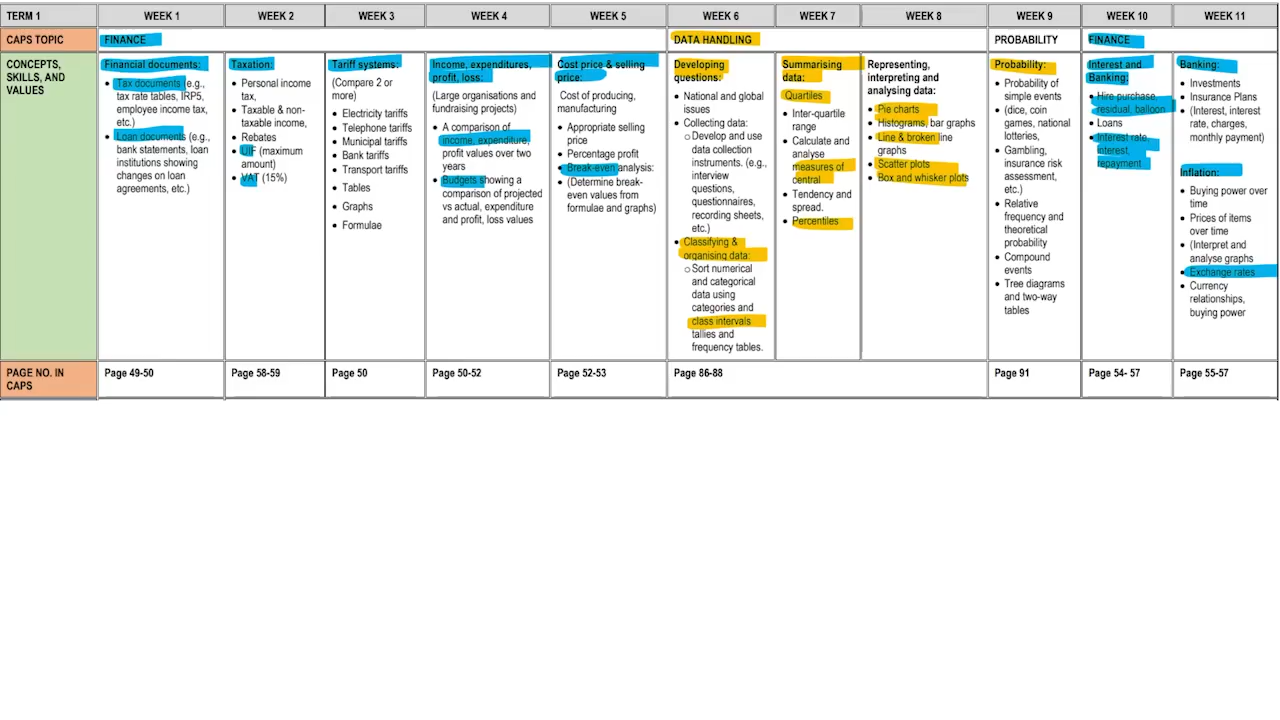 TERM 1 WEEK 1 WEEK 2 WEEK 3 WEEK 4 WEEK 5 WEEK 6 WEEK 7 WEEK 8 WEEK 9 WEEK 10 WEEK 11
CAPS TOPIC FINANCE DATA HANDLING PROBABILITY FINANCE
CONCEPTS,
SKILLS, AND
VALUES
Financial documents:
• Tax documents (e.g.,
tax rate tables, IRP5,
employee income tax,
etc.)
• Loan documents (e.g.,
bank statements, loan
institutions showing
changes on loan
agreements, etc.)
Taxation:
• Personal income
tax,
• Taxable & non-
taxable income,
• Rebates
• UIF (maximum
amount)
• VAT (15%)
Tariff systems:
(Compare 2 or
more)
• Electricity tariffs
• Telephone tariffs
• Municipal tariffs
• Bank tariffs
• Transport tariffs
• Tables
• Graphs
• Formulae
Income, expenditures,
profit, loss:
(Large organisations and
fundraising projects)
• A comparison of
income, expenditure,
profit values over two
years
• Budgets showing a
comparison of projected
vs actual, expenditure
and profit, loss values
Cost price & selling
price:
Cost of producing,
manufacturing
• Appropriate selling
price
• Percentage profit
• Break-even analysis:
• (Determine break-
even values from
formulae and graphs)
Developing
questions:
• National and global
issues
• Collecting data:
o Develop and use
data collection
instruments. (e.g.,
interview
questions,
questionnaires,
recording sheets,
etc.)
• Classifying &
organising data:
o Sort numerical
and categorical
data using
categories and
class intervals
tallies and
frequency tables.
Summarising
data:
Quartiles
• Inter-quartile
range
• Calculate and
analyse
measures of
central
• Tendency and
spread.
• Percentiles
Representing,
interpreting and
analysing data:
• Pie charts
• Histograms, bar graphs
• Line & broken line
graphs
• Scatter plots
• Box and whisker plots
Probability:
• Probability of
simple events
• (dice, coin
games, national
lotteries,
• Gambling,
insurance risk
assessment,
etc.)
• Relative
frequency and
theoretical
probability
• Compound
events
• Tree diagrams
and two-way
tables
Interest and
Banking:
• Hire purchase,
residual, balloon
• Loans
• Interest rate,
interest,
repayment
Banking:
• Investments
• Insurance Plans
• (Interest, interest
rate, charges,
monthly payment)
Inflation:
• Buying power over
time
• Prices of items
over time
• (Interpret and
analyse graphs
• Exchange rates
• Currency
relationships,
buying power
PAGE NO. IN
CAPS
Page 49-50 Page 58-59 Page 50 Page 50-52 Page 52-53 Page 86-88 Page 91 Page 54- 57 Page 55-57